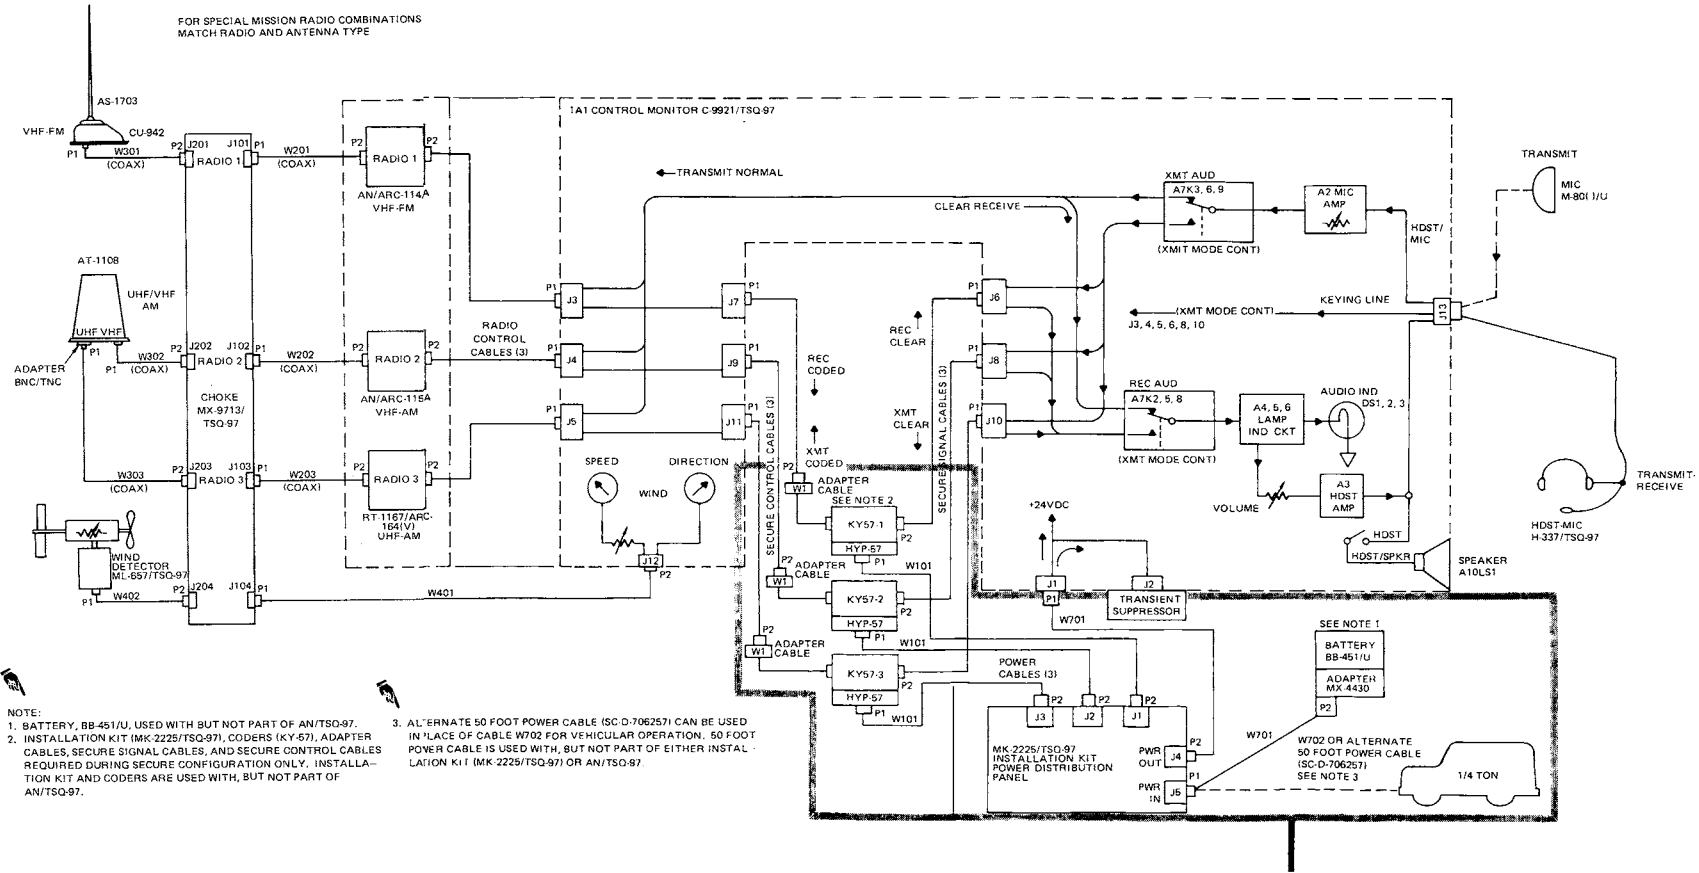 FOR SPECIAL MISSION RADIO COMBINATIONS
MATCH RADIO AND ANTENNA TYPE
AS-1703
VHF-FM
CU-942
P1
W301
(COAX)
P2
J201
J101
P1
RADIO 1
W201
(COAX)
P2
RADIO 1
P2
AN/ARC-114A
VHF-FM
AT-1108
UHF/VHF
AM
UHF VHF
P1
ADAPTER
BNC/TNC
P1
W302
(COAX)
P2
J202
J102
P1
RADIO 2
W202
(COAX)
P2
RADIO 2
P2
AN/ARC-115A
VHF-AM
CHOKE
MX-9713/
TSQ-97
W303
(COAX)
P2
J203
J103
P1
RADIO 3
W203
(COAX)
P2
RADIO 3
P2
RT-1167/ARC-
164(V)
UHF-AM
WIND
DETECTOR
ML-657/TSQ-97
P1
W402
P2
J204
J104
P1
W401
1A1 CONTROL MONITOR C-9921/TSQ-97
TRANSMIT NORMAL
CLEAR RECEIVE
RADIO
CONTROL
CABLES (3)
P1
J3
P1
J4
P1
J5
J7
P1
J9
P1
J11
P1
SPEED
DIRECTION
WIND
J12
P2
SECURE CONTROL CABLES (3)
REC
CODED
XMT
CODED
REC
CLEAR
XMT
CLEAR
SECURE SIGNAL CABLES (3)
P1
J6
P1
J8
P1
J10
XMT AUD
A7K3, 6, 9
(XMIT MODE CONT)
A2 MIC
AMP
HDST/
MIC
TRANSMIT
MIC
M-80( )/U
KEYING LINE
(XMT MODE CONT)
J3, 4, 5, 6, 8, 10
J13
REC AUD
A7K2, 5, 8
(XMIT MODE CONT)
A4, 5, 6
LAMP
IND CKT
AUDIO IND
DS1, 2, 3
VOLUME
A3
HDST
AMP
HDST
HDST/SPKR
SPEAKER
A10LS1
TRANSMIT-
RECEIVE
HDST-MIC
H-337/TSQ-97
P2
W1
ADAPTER
CABLE
SEE NOTE 2
KY57-1
P2
HYP-57
P1
W101
P2
W1
ADAPTER
CABLE
KY57-2
P2
HYP-57
P1
W101
P2
W1
ADAPTER
CABLE
KY57-3
P2
HYP-57
P1
W101
+24VDC
J1
P1
J2
TRANSIENT
SUPPRESSOR
W701
POWER
CABLES (3)
P2
P2
P2
J3
J2
J1
MK-2225/TSQ-97
INSTALLATION KIT
POWER DISTRIBUTION
PANEL
PWR
OUT
J4
P2
PWR
IN
J5
P1
SEE NOTE 1
BATTERY
BB-451/U
ADAPTER
MX-4430
P2
W701
W702 OR ALTERNATE
50 FOOT POWER CABLE
(SC-D-706257)
SEE NOTE 3
1/4 TON
NOTE:
1. BATTERY, BB-451/U, USED WITH BUT NOT PART OF AN/TSQ-97.
2. INSTALLATION KIT (MK-2225/TSQ-97), CODERS (KY-57), ADAPTER
CABLES, SECURE SIGNAL CABLES, AND SECURE CONTROL CABLES
REQUIRED DURING SECURE CONFIGURATION ONLY. INSTALLA-
TION KIT AND CODERS ARE USED WITH, BUT NOT PART OF
AN/TSQ-97.
3. ALTERNATE 50 FOOT POWER CABLE (SC-D-706257) CAN BE USED
IN PLACE OF CABLE W702 FOR VEHICULAR OPERATION. 50 FOOT
POWER CABLE IS USED WITH, BUT NOT PART OF EITHER INSTAL-
LATION KIT (MK-2225/TSQ-97) OR AN/TSQ-97.